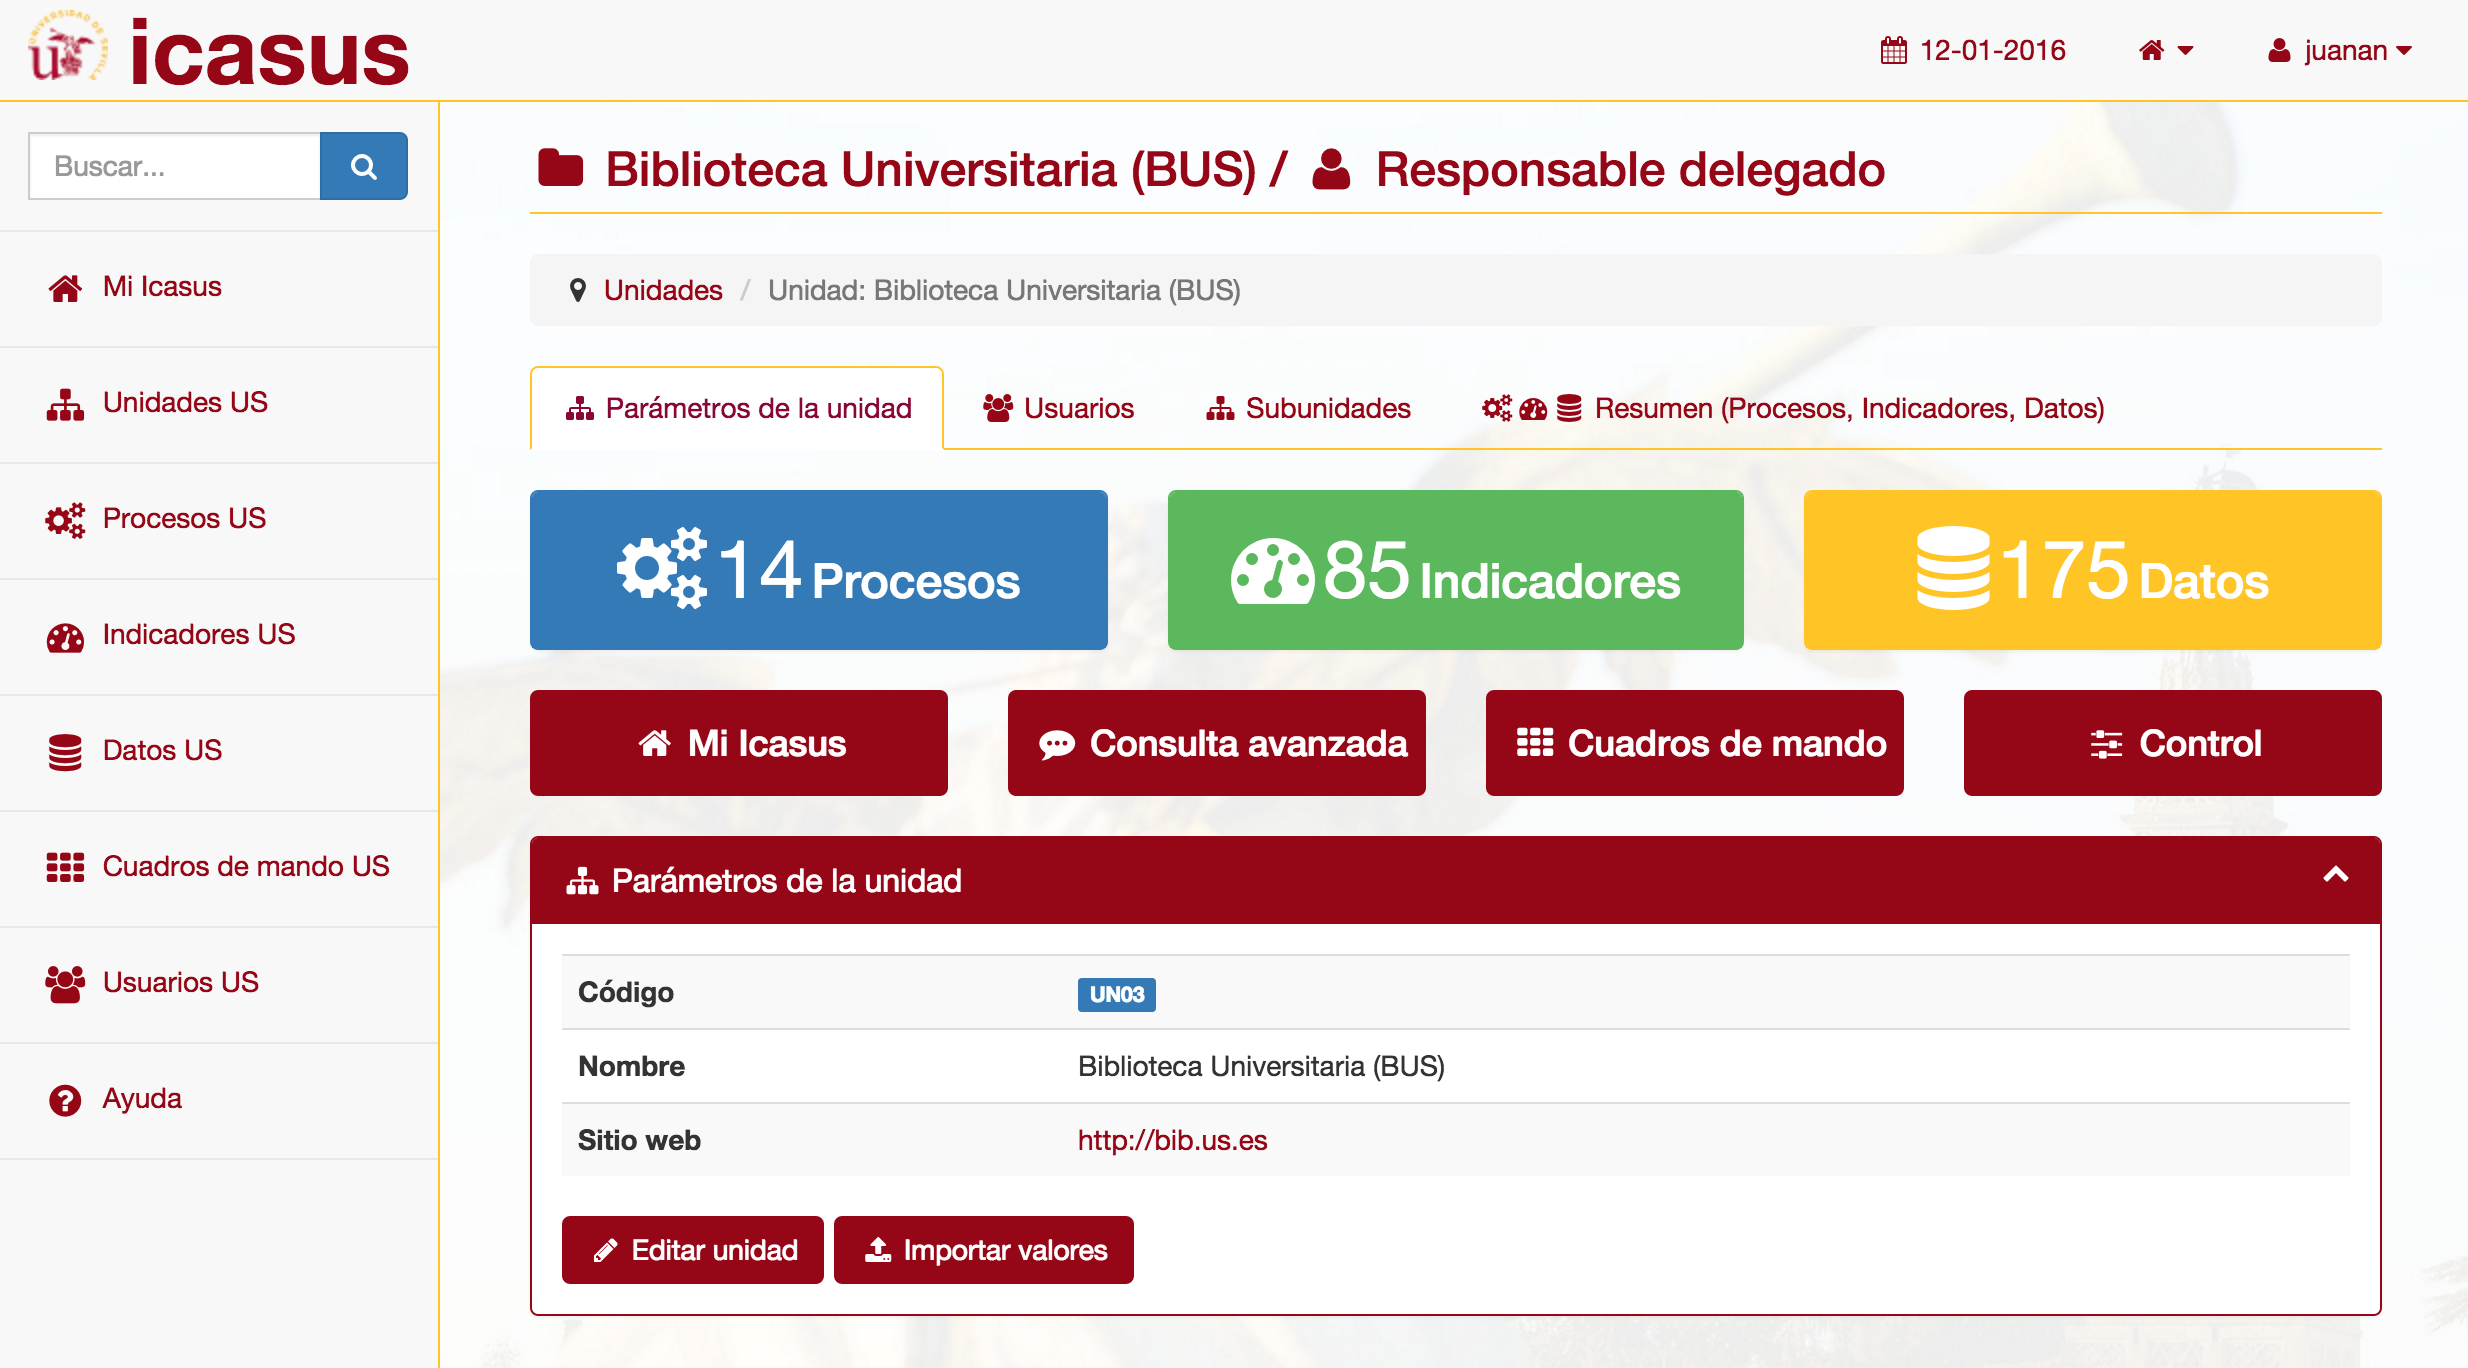 UNIVERSIDAD DE SEVILLA
icasus
12-01-2016
juanan
Buscar...
Mi Icasus
Unidades US
Procesos US
Indicadores US
Datos US
Cuadros de mando US
Usuarios US
Ayuda
Biblioteca Universitaria (BUS) / Responsable delegado
Unidades / Unidad: Biblioteca Universitaria (BUS)
Parámetros de la unidad
Usuarios
Subunidades
Resumen (Procesos, Indicadores, Datos)
14 Procesos
85 Indicadores
175 Datos
Mi Icasus
Consulta avanzada
Cuadros de mando
Control
Parámetros de la unidad
Código UN03
Nombre Biblioteca Universitaria (BUS)
Sitio web http://bib.us.es
Editar unidad
Importar valores